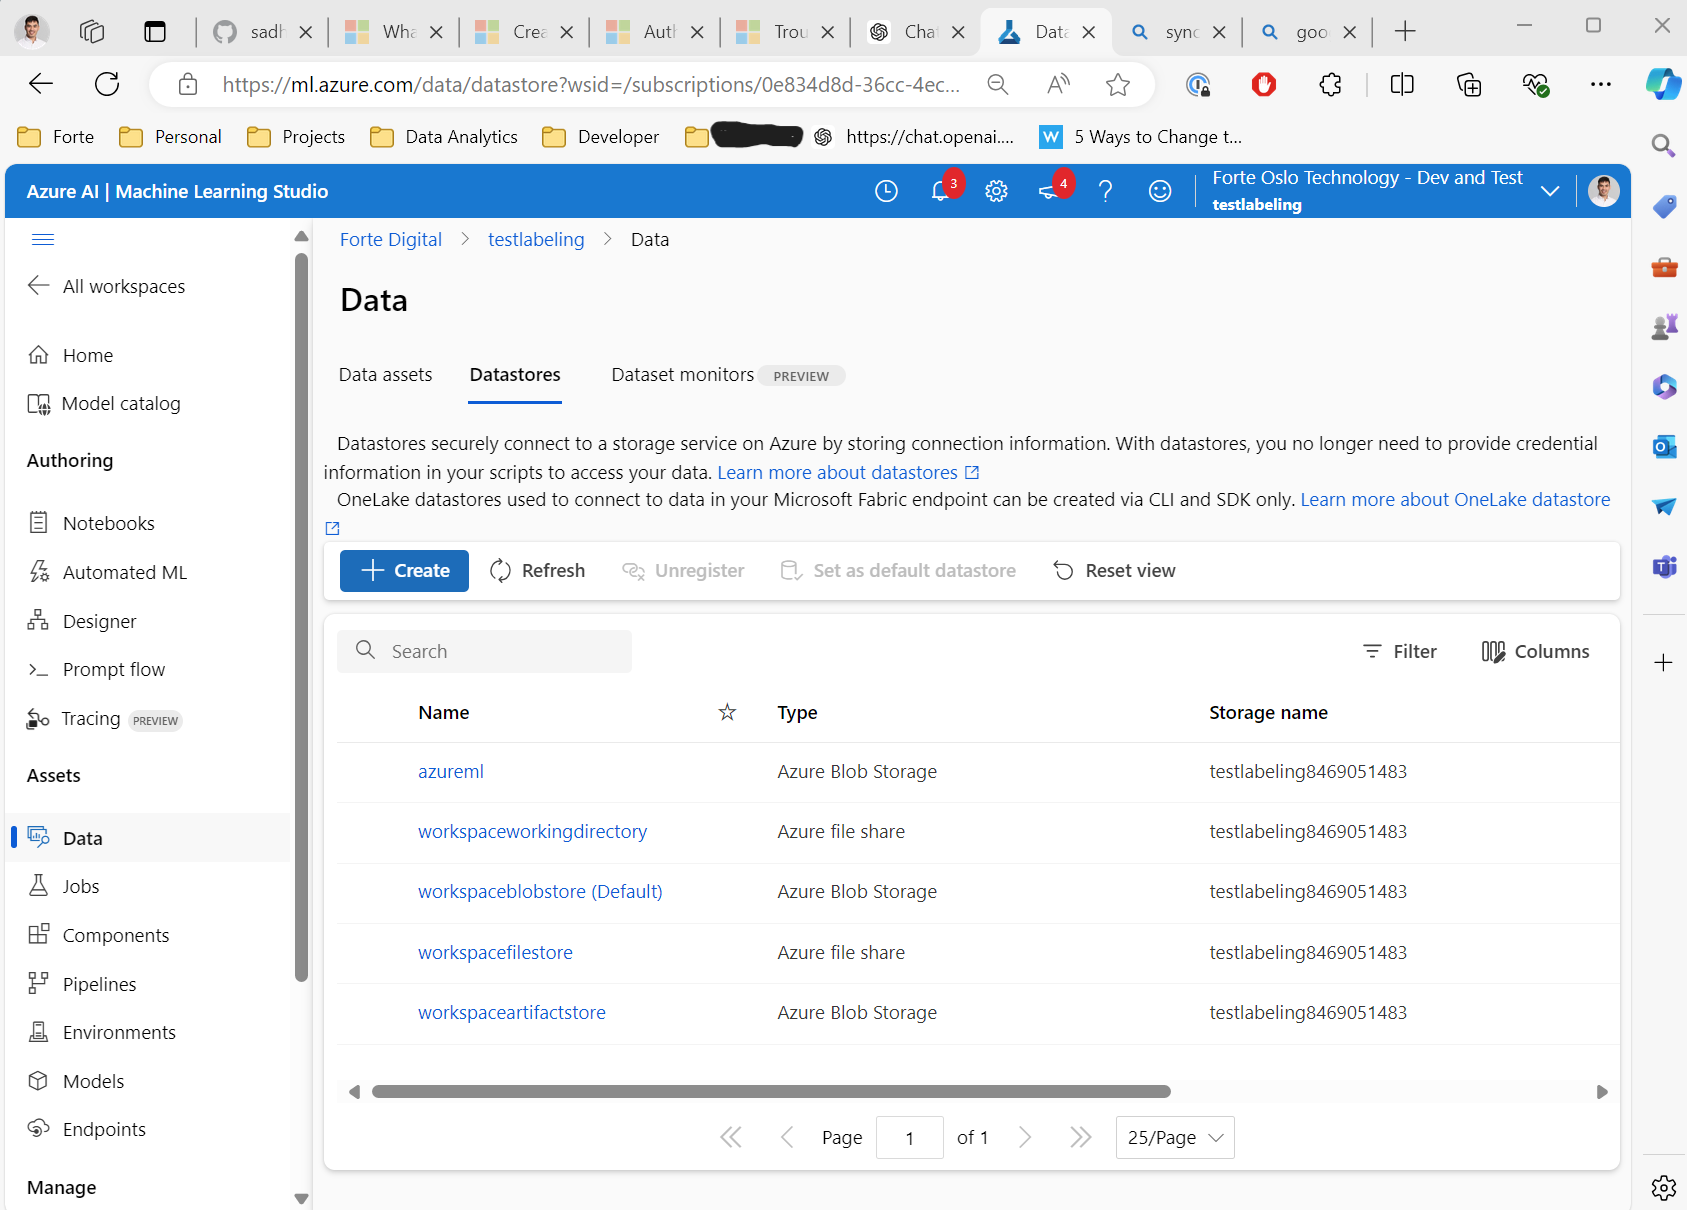 sadh
Wha
Crea
Auth
Trou
Chat
Data
sync
goo
https://ml.azure.com/data/datastore?wsid=/subscriptions/0e834d8d-36cc-4ec...
Forte
Personal
Projects
Data Analytics
Developer
https://chat.openai....
W 5 Ways to Change t...
Azure AI | Machine Learning Studio
3
4
Forte Oslo Technology - Dev and Test
testlabeling
All workspaces
Home
Model catalog
Authoring
Notebooks
Automated ML
Designer
Prompt flow
Tracing PREVIEW
Assets
Data
Jobs
Components
Pipelines
Environments
Models
Endpoints
Manage
Forte Digital > testlabeling > Data
Data
Data assets
Datastores
Dataset monitors PREVIEW
Datastores securely connect to a storage service on Azure by storing connection information. With datastores, you no longer need to provide credential
information in your scripts to access your data. Learn more about datastores
OneLake datastores used to connect to data in your Microsoft Fabric endpoint can be created via CLI and SDK only. Learn more about OneLake datastore
Create
Refresh
Unregister
Set as default datastore
Reset view
Search
Filter
Columns
Name Type Storage name
azureml Azure Blob Storage testlabeling8469051483
workspaceworkingdirectory Azure file share testlabeling8469051483
workspaceblobstore (Default) Azure Blob Storage testlabeling8469051483
workspacefilestore Azure file share testlabeling8469051483
workspaceartifactstore Azure Blob Storage testlabeling8469051483
Page 1 of 1
25/Page